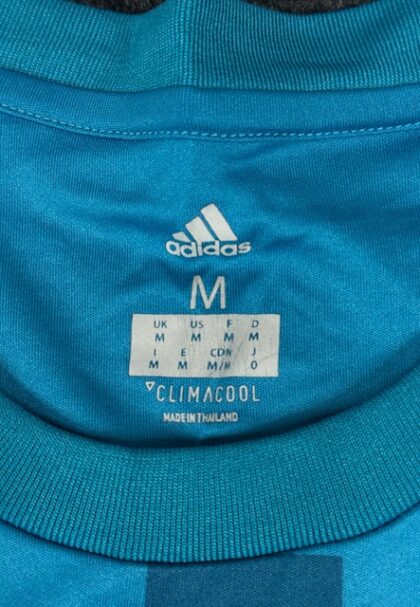 adidas
M
UK US F D
M M M M
I E CDN J
M M M/M O
CLIMACOOL
MADE IN THAILAND